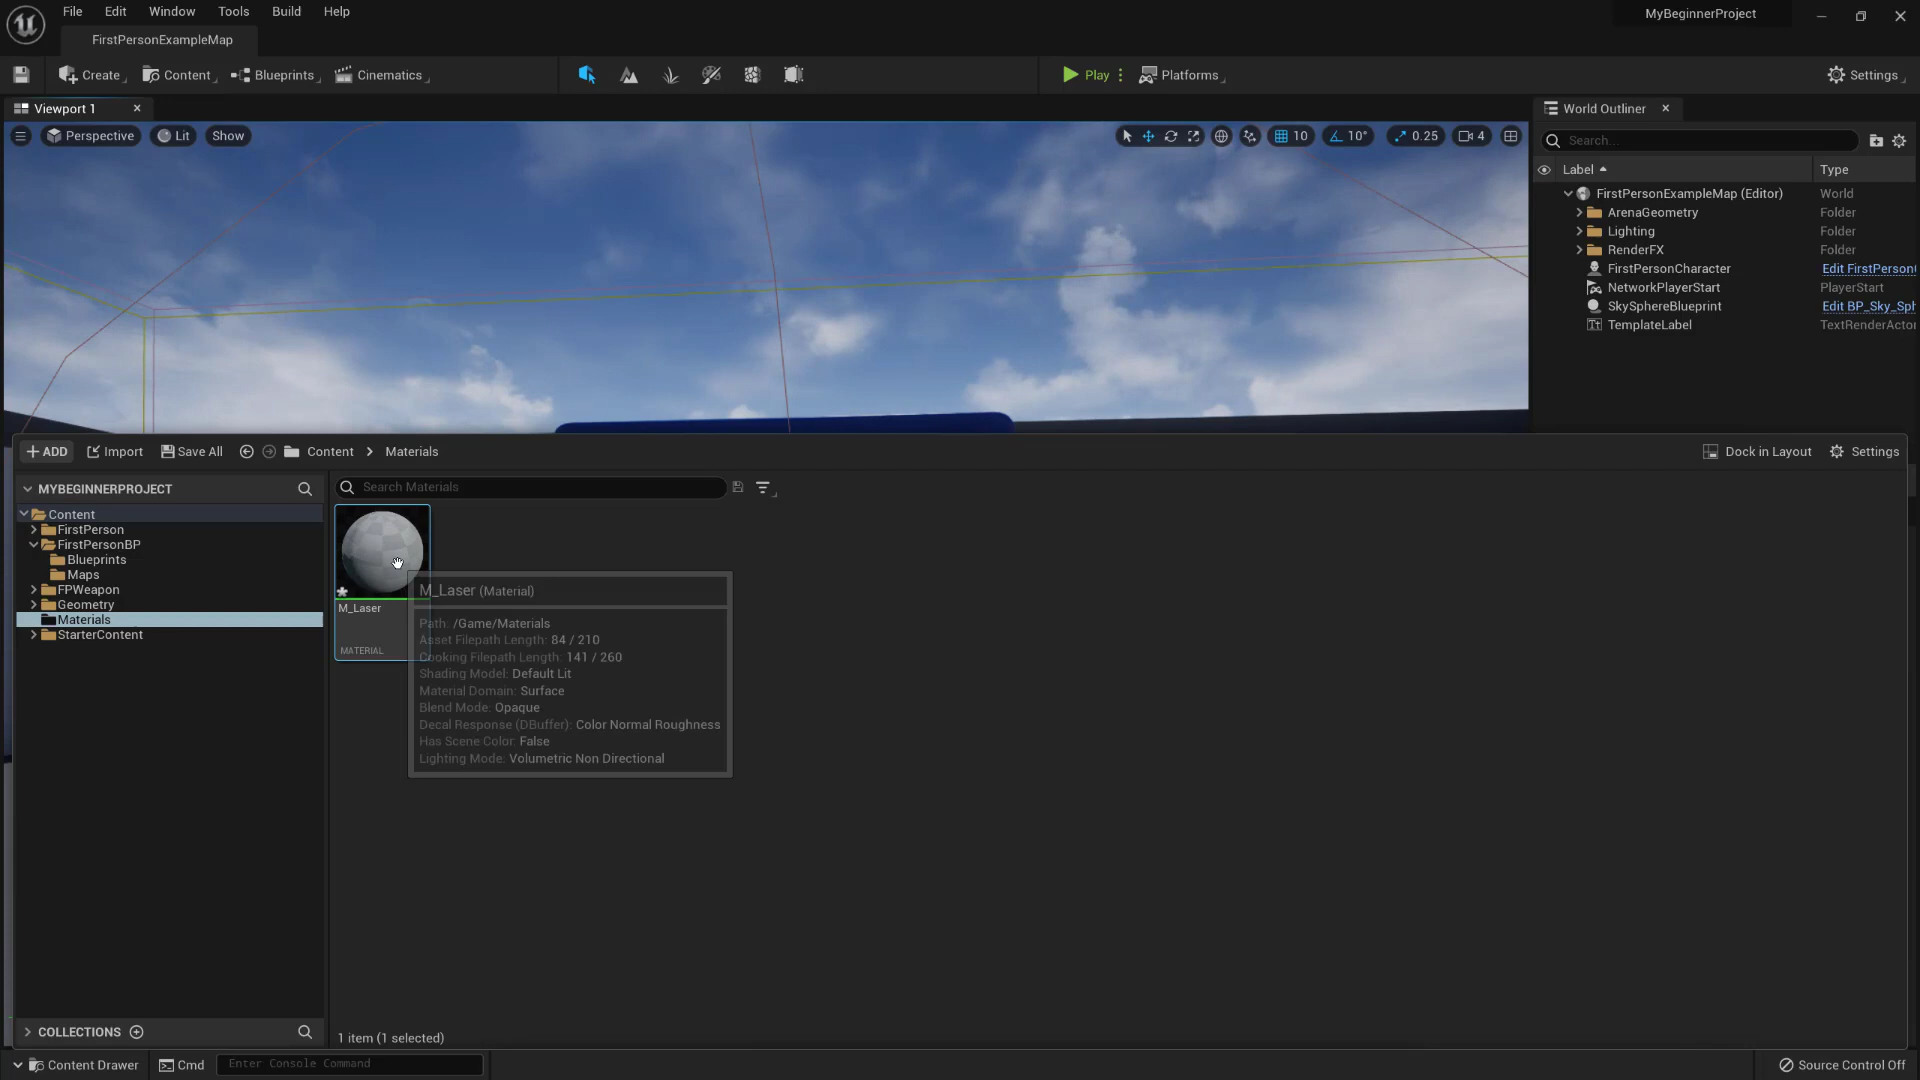 File Edit Window Tools Build Help
MyBeginnerProject
FirstPersonExampleMap
Create Content Blueprints Cinematics Play Platforms Settings
Viewport 1
World Outliner
Perspective Lit Show 10 10° 0.25 4
Search...
Label Type
FirstPersonExampleMap (Editor) World
ArenaGeometry Folder
Lighting Folder
RenderFX Folder
FirstPersonCharacter Edit FirstPerson
NetworkPlayerStart PlayerStart
SkySphereBlueprint Edit BP_Sky_Sph
TemplateLabel TextRenderActor
+ ADD Import Save All Content > Materials Dock in Layout Settings
MYBEGINNERPROJECT
Search Materials
Content
FirstPerson
FirstPersonBP
Blueprints
Maps
FPWeapon
Geometry
Materials
StarterContent
M_Laser
MATERIAL
M_Laser (Material)
Path: /Game/Materials
Asset Filepath Length: 84 / 210
Cooking Filepath Length: 141 / 260
Shading Model: Default Lit
Material Domain: Surface
Blend Mode: Opaque
Decal Response (DBuffer): Color Normal Roughness
Has Scene Color: False
Lighting Mode: Volumetric Non Directional
COLLECTIONS
1 item (1 selected)
Content Drawer Cmd Enter Console Command Source Control Off